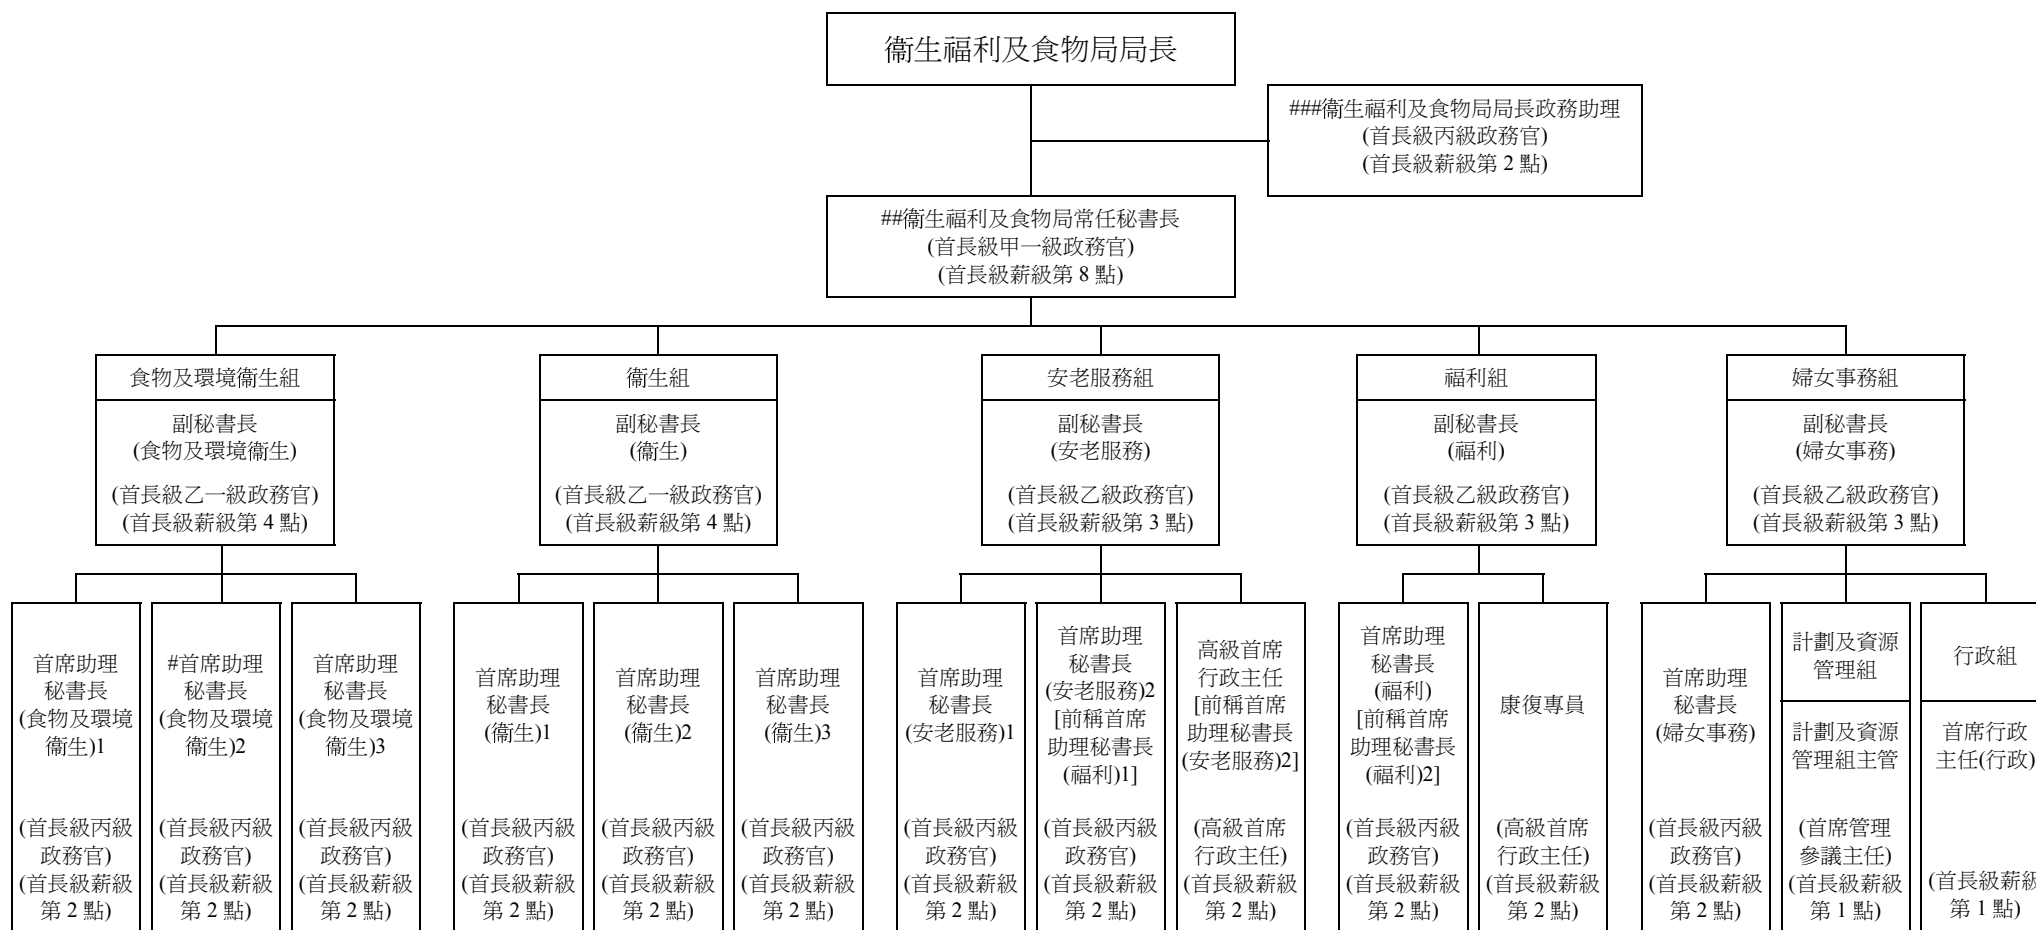 衞生福利及食物局局長
###衞生福利及食物局局長政務助理
(首長級丙級政務官)
(首長級薪級第 2 點)
##衞生福利及食物局常任秘書長
(首長級甲一級政務官)
(首長級薪級第 8 點)
食物及環境衞生組
副秘書長
(食物及環境衞生)
(首長級乙一級政務官)
(首長級薪級第 4 點)
衞生組
副秘書長
(衞生)
(首長級乙一級政務官)
(首長級薪級第 4 點)
安老服務組
副秘書長
(安老服務)
(首長級乙級政務官)
(首長級薪級第 3 點)
福利組
副秘書長
(福利)
(首長級乙級政務官)
(首長級薪級第 3 點)
婦女事務組
副秘書長
(婦女事務)
(首長級乙級政務官)
(首長級薪級第 3 點)
首席助理
秘書長
(食物及環境
衞生)1
(首長級丙級
政務官)
(首長級薪級
第 2 點)
#首席助理
秘書長
(食物及環境
衞生)2
(首長級丙級
政務官)
(首長級薪級
第 2 點)
首席助理
秘書長
(食物及環境
衞生)3
(首長級丙級
政務官)
(首長級薪級
第 2 點)
首席助理
秘書長
(衞生)1
(首長級丙級
政務官)
(首長級薪級
第 2 點)
首席助理
秘書長
(衞生)2
(首長級丙級
政務官)
(首長級薪級
第 2 點)
首席助理
秘書長
(衞生)3
(首長級丙級
政務官)
(首長級薪級
第 2 點)
首席助理
秘書長
(安老服務)1
(首長級丙級
政務官)
(首長級薪級
第 2 點)
首席助理
秘書長
(安老服務)2
[前稱首席
助理秘書長
(福利)1]
(首長級丙級
政務官)
(首長級薪級
第 2 點)
高級首席
行政主任
[前稱首席
助理秘書長
(安老服務)2]
(高級首席
行政主任)
(首長級薪級
第 2 點)
首席助理
秘書長
(福利)
[前稱首席
助理秘書長
(福利)2]
(首長級丙級
政務官)
(首長級薪級
第 2 點)
康復專員
(高級首席
行政主任)
(首長級薪級
第 2 點)
首席助理
秘書長
(婦女事務)
(首長級丙級
政務官)
(首長級薪級
第 2 點)
計劃及資源
管理組
計劃及資源
管理組主管
(首席管理
參議主任)
(首長級薪級
第 1 點)
行政組
首席行政
主任(行政)
(首長級薪級
第 1 點)